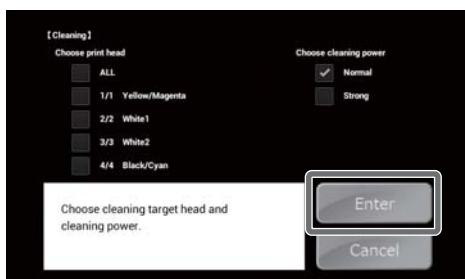 [Cleaning]
Choose print head
Choose cleaning power
ALL
Normal
1/1 Yellow/Magenta
Strong
2/2 White1
3/3 White2
4/4 Black/Cyan
Choose cleaning target head and
cleaning power.
Enter
Cancel